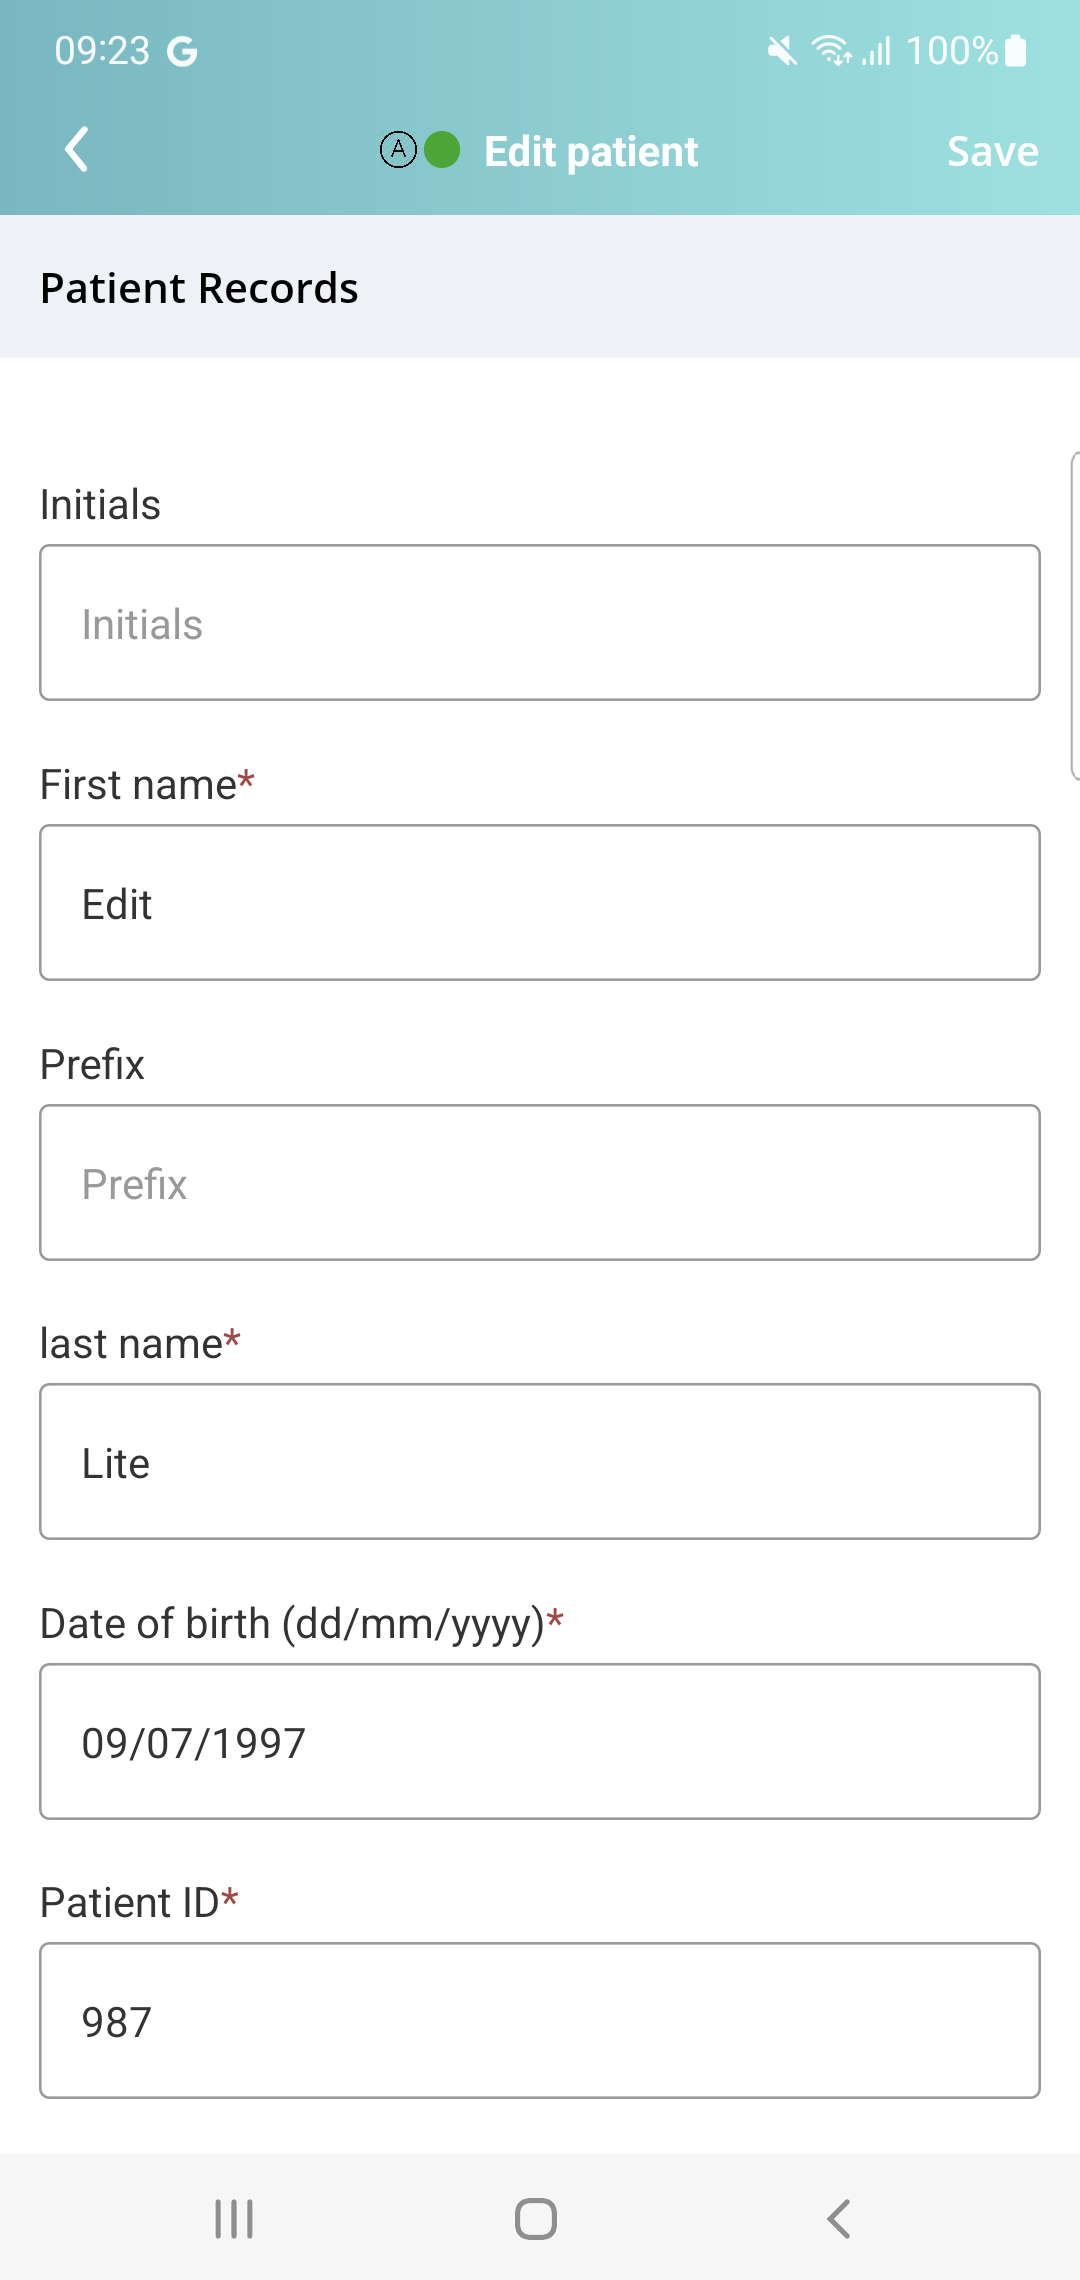 09:23 G 100%
A Edit patient Save
Patient Records
Initials
Initials
First name*
Edit
Prefix
Prefix
last name*
Lite
Date of birth (dd/mm/yyyy)*
09/07/1997
Patient ID*
987